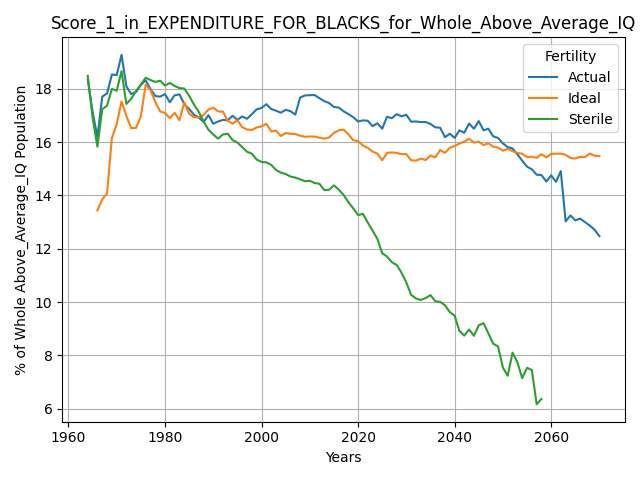 Score_1_in_EXPENDITURE_FOR_BLACKS_for_Whole_Above_Average_IQ
Fertility
Actual
Ideal
Sterile
% of Whole Above_Average_IQ Population
18
16
14
12
10
8
6
1960
1980
2000
2020
2040
2060
Years